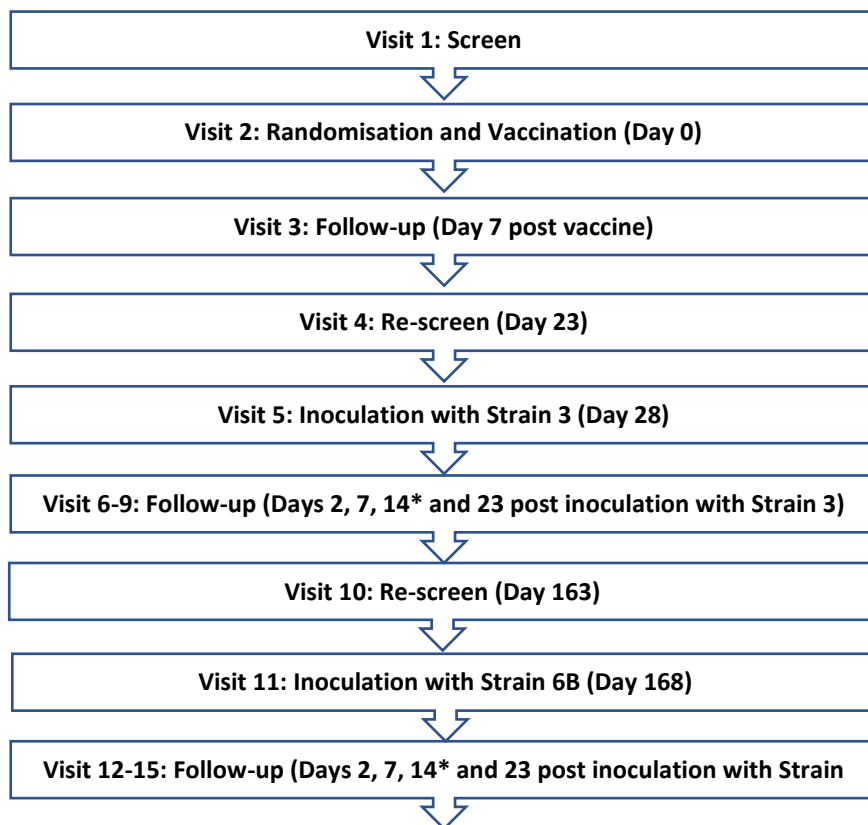 Visit 1: Screen
Visit 2: Randomisation and Vaccination (Day 0)
Visit 3: Follow-up (Day 7 post vaccine)
Visit 4: Re-screen (Day 23)
Visit 5: Inoculation with Strain 3 (Day 28)
Visit 6-9: Follow-up (Days 2, 7, 14* and 23 post inoculation with Strain 3)
Visit 10: Re-screen (Day 163)
Visit 11: Inoculation with Strain 6B (Day 168)
Visit 12-15: Follow-up (Days 2, 7, 14* and 23 post inoculation with Strain